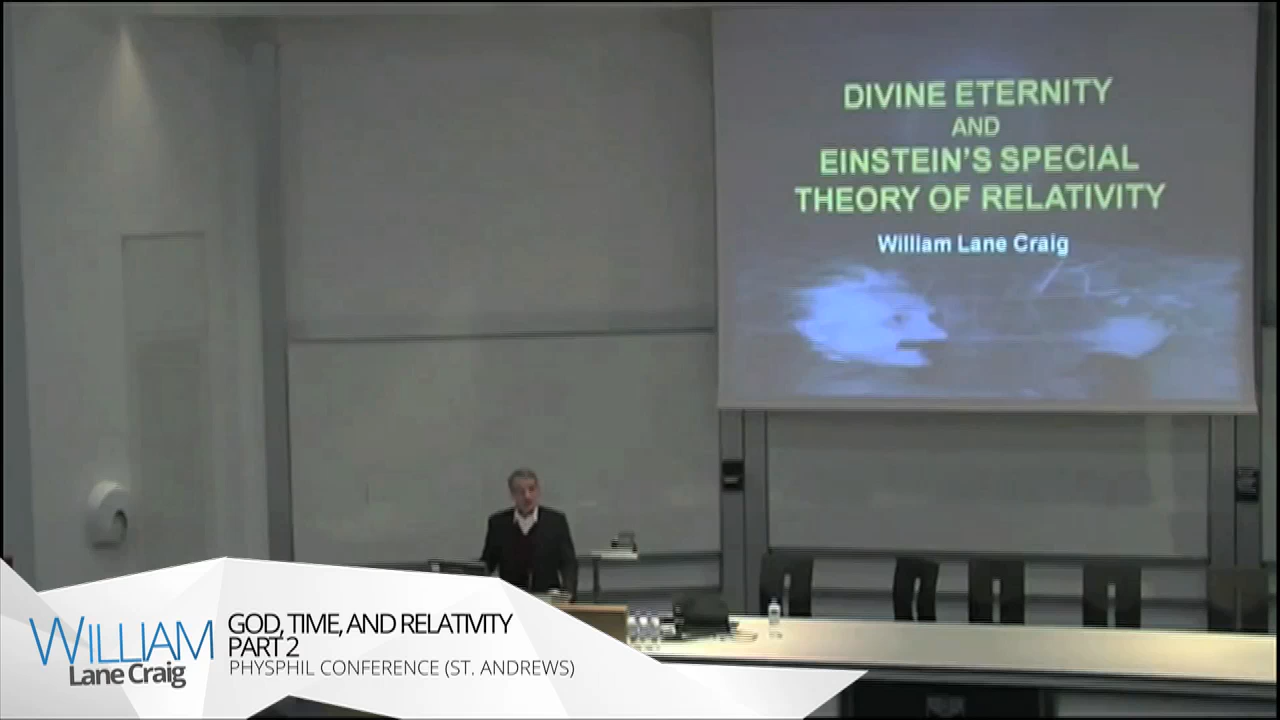 DIVINE ETERNITY
AND
EINSTEIN'S SPECIAL
THEORY OF RELATIVITY
William Lane Craig
WILLIAM
Lane Craig
GOD, TIME, AND RELATIVITY
PART 2
PHYSPHIL CONFERENCE (ST. ANDREWS)